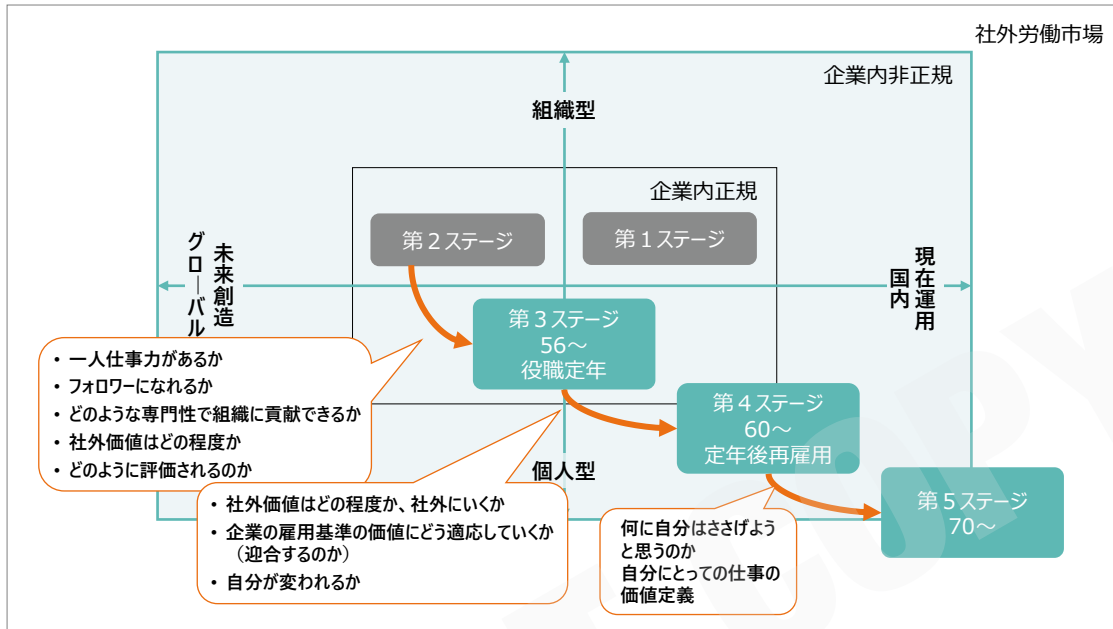 社外労働市場
企業内非正規
組織型
企業内正規
第２ステージ
第１ステージ
未来創造
グローバル
現在運用
国内
第３ステージ
56～
役職定年
・ 一人仕事力があるか
・ フォロワーになれるか
・ どのような専門性で組織に貢献できるか
・ 社外価値はどの程度か
・ どのように評価されるのか
第４ステージ
60～
定年後再雇用
個人型
・ 社外価値はどの程度か、社外にいくか
・ 企業の雇用基準の価値にどう適応していくか
（迎合するのか）
・ 自分が変われるか
何に自分はささげよう
と思うのか
自分にとっての仕事の
価値定義
第５ステージ
70～
COPY